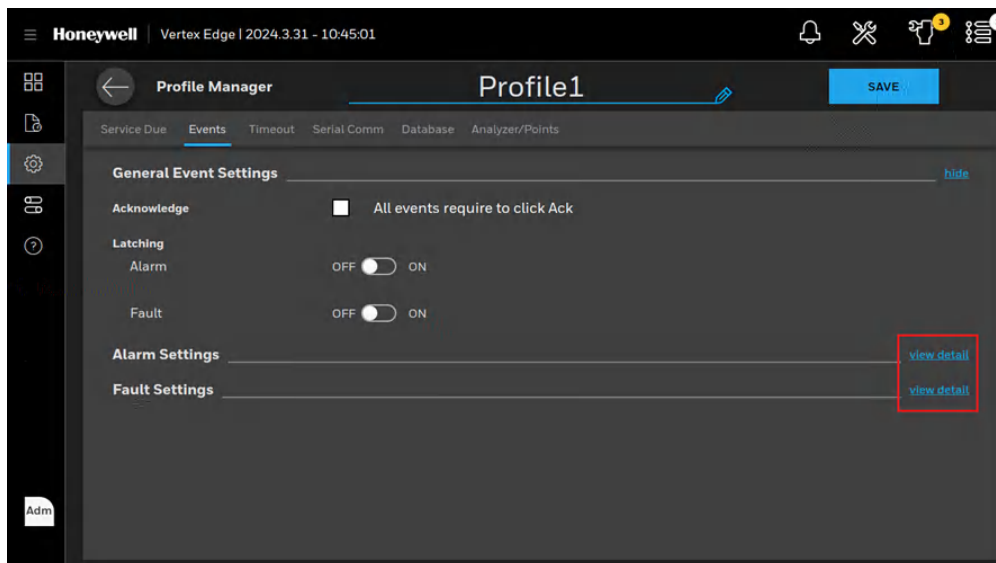 Honeywell Vertex Edge | 2024.3.31 - 10:45:01
3
Profile Manager Profile1 SAVE
Service Due Events Timeout Serial Comm Database Analyzer/Points
General Event Settings hide
Acknowledge All events require to click Ack
Latching
Alarm OFF ON
Fault OFF ON
Alarm Settings view detail
Fault Settings view detail
Adm